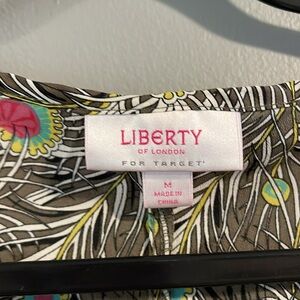 LIBERTY
OF LONDON
FOR TARGET
M
MADE IN
CHINA